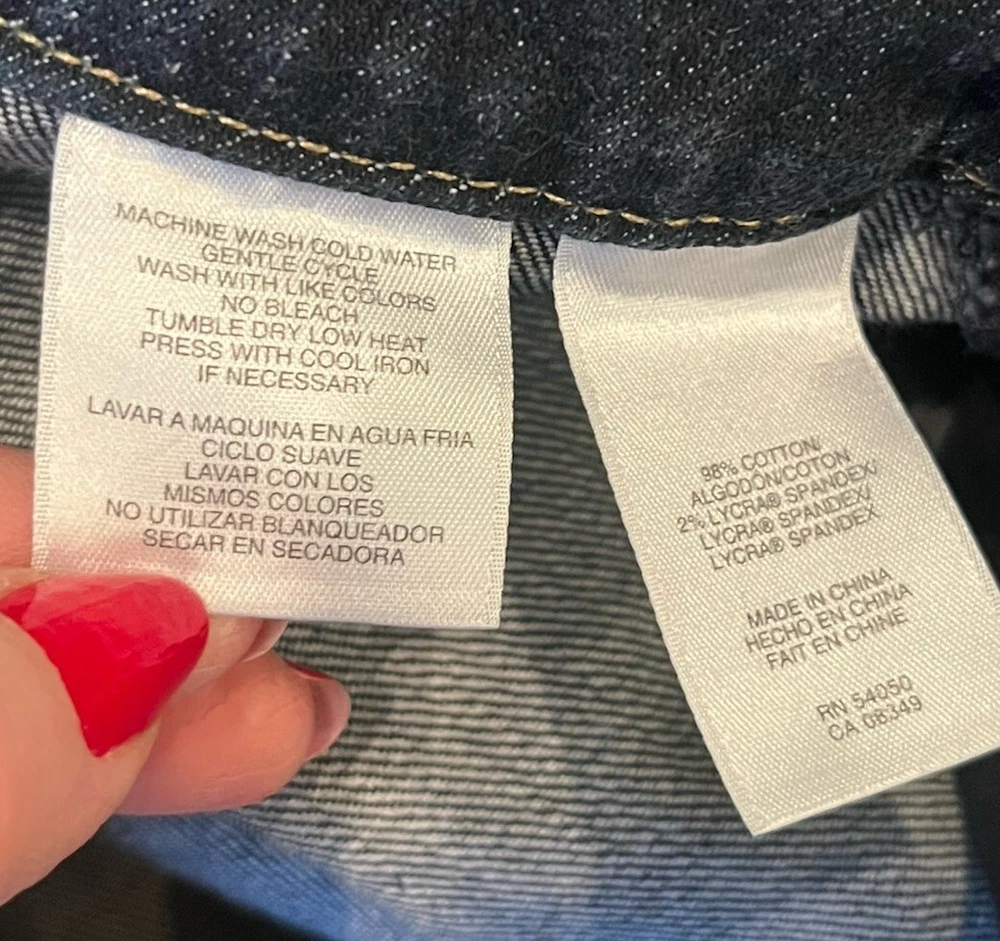 MACHINE WASH COLD WATER
GENTLE CYCLE
WASH WITH LIKE COLORS
NO BLEACH
TUMBLE DRY LOW HEAT
PRESS WITH COOL IRON
IF NECESSARY
LAVAR A MAQUINA EN AGUA FRIA
CICLO SUAVE
LAVAR CON LOS
MISMOS COLORES
NO UTILIZAR BLANQUEADOR
SECAR EN SECADORA
98% COTTON/
ALGODON/COTON
2% LYCRA® SPANDEX/
LYCRA® SPANDEX/
LYCRA® SPANDEX
MADE IN CHINA
HECHO EN CHINA
FAIT EN CHINE
RN 54050
CA 08349